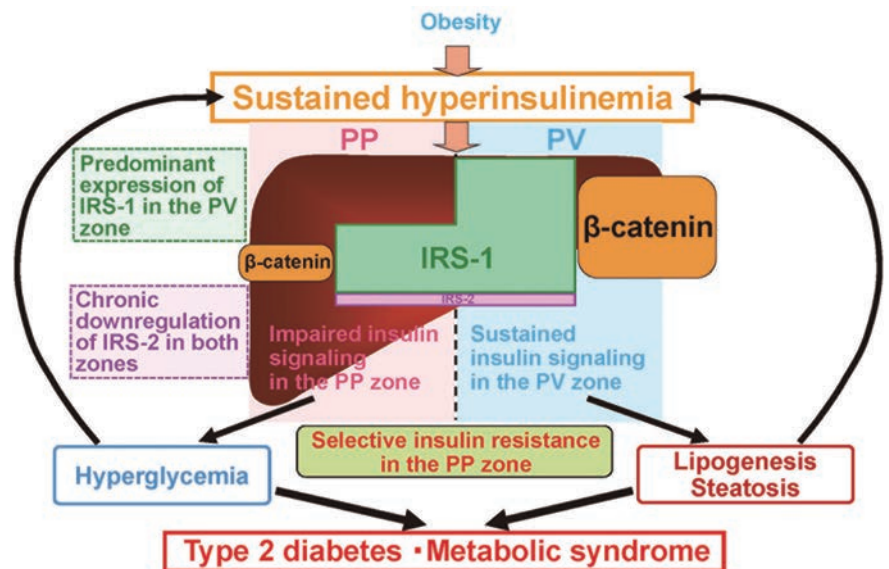 Obesity
Sustained hyperinsulinemia
PP
PV
Predominant
expression of
IRS-1 in the PV
zone
β-catenin
IRS-1
β-catenin
IRS-2
Chronic
downregulation
of IRS-2 in both
zones
Impaired insulin
signaling
in the PP zone
Sustained
insulin signaling
in the PV zone
Hyperglycemia
Selective insulin resistance
in the PP zone
Lipogenesis
Steatosis
Type 2 diabetes・Metabolic syndrome